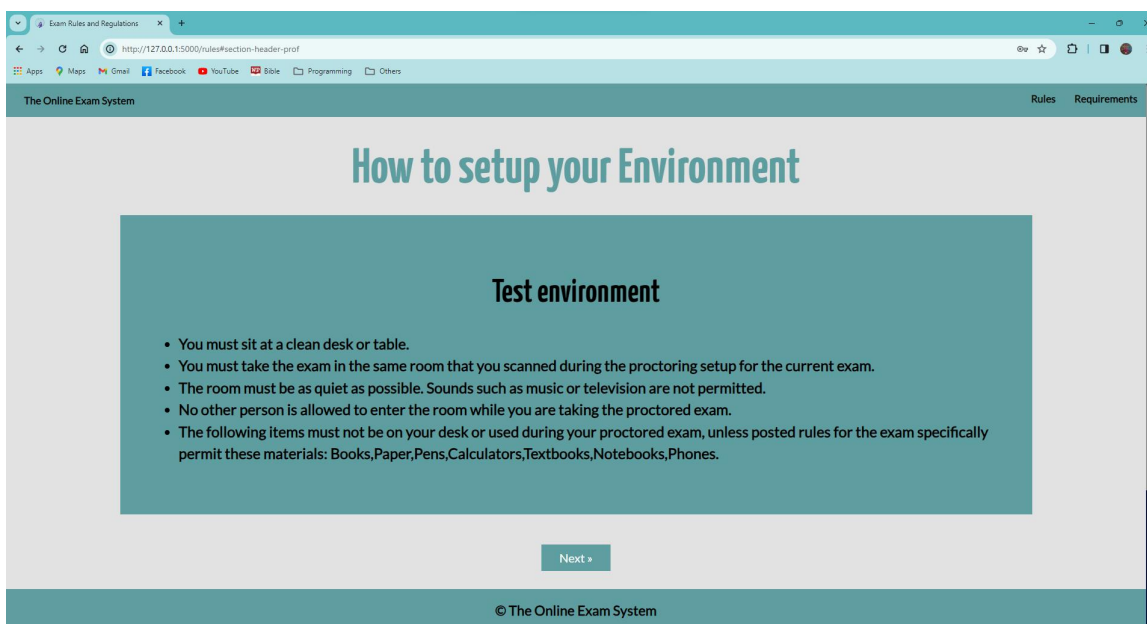 Exam Rules and Regulations
http://127.0.0.1:5000/rules#section-header-prof
Apps Maps Gmail Facebook YouTube Bible Programming Others
The Online Exam System Rules Requirements
How to setup your Environment
Test environment
• You must sit at a clean desk or table.
• You must take the exam in the same room that you scanned during the proctoring setup for the current exam.
• The room must be as quiet as possible. Sounds such as music or television are not permitted.
• No other person is allowed to enter the room while you are taking the proctored exam.
• The following items must not be on your desk or used during your proctored exam, unless posted rules for the exam specifically
permit these materials: Books,Paper,Pens,Calculators,Textbooks,Notebooks,Phones.
Next »
© The Online Exam System